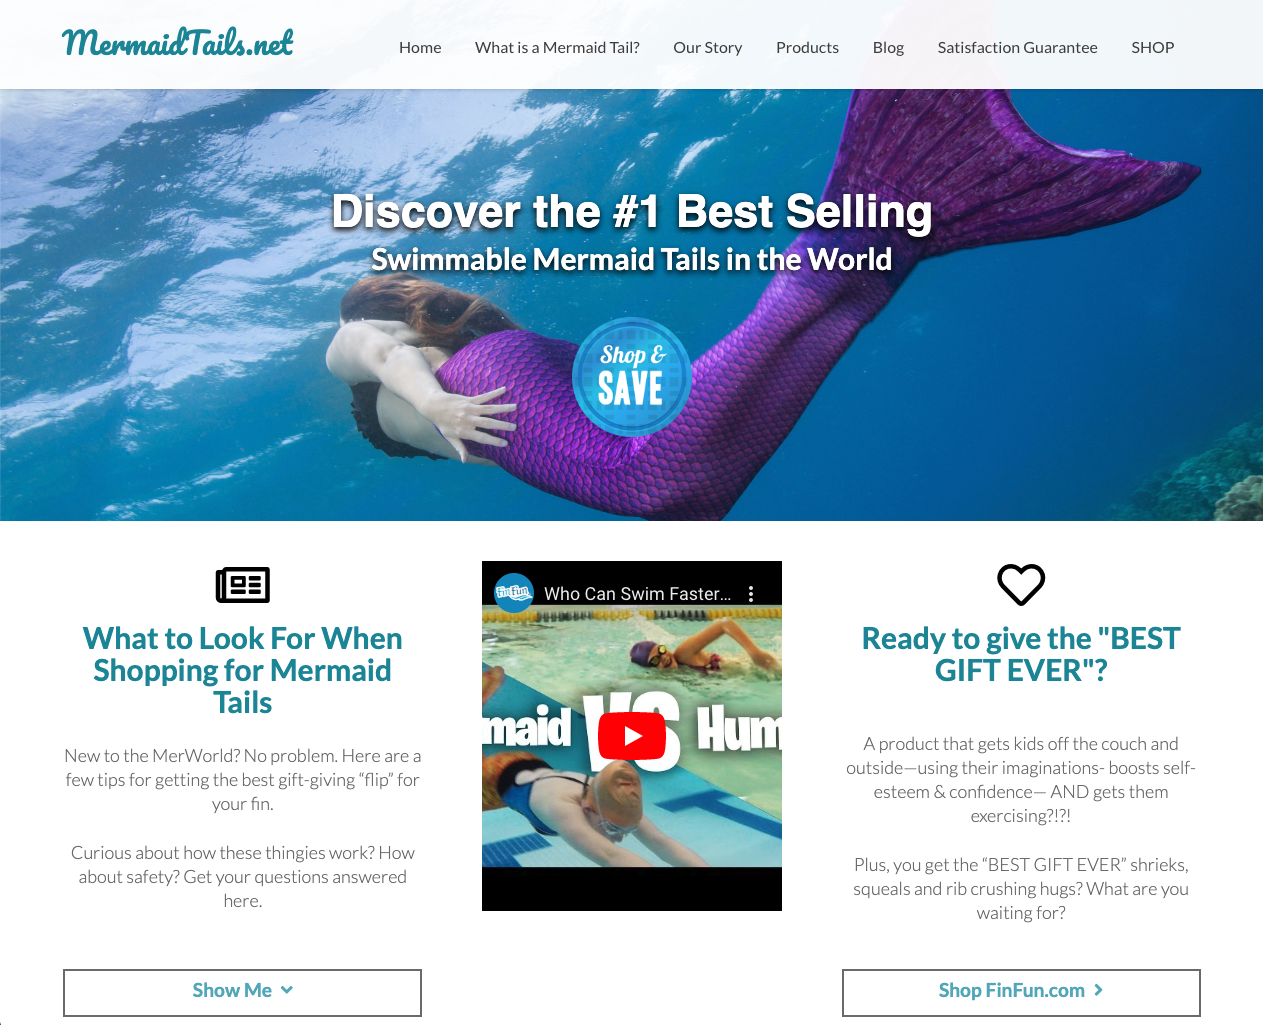 MermaidTails.net
Home What is a Mermaid Tail? Our Story Products Blog Satisfaction Guarantee SHOP
Discover the #1 Best Selling
Swimmable Mermaid Tails in the World
Shop &
SAVE
What to Look For When
Shopping for Mermaid
Tails
New to the MerWorld? No problem. Here are a
few tips for getting the best gift-giving “flip” for
your fin.
Curious about how these thingies work? How
about safety? Get your questions answered
here.
Show Me
FinFun
Who Can Swim Faster...
maid VS Hum
Ready to give the "BEST
GIFT EVER"?
A product that gets kids off the couch and
outside—using their imaginations- boosts self-
esteem & confidence— AND gets them
exercising?!?!
Plus, you get the “BEST GIFT EVER” shrieks,
squeals and rib crushing hugs? What are you
waiting for?
Shop FinFun.com